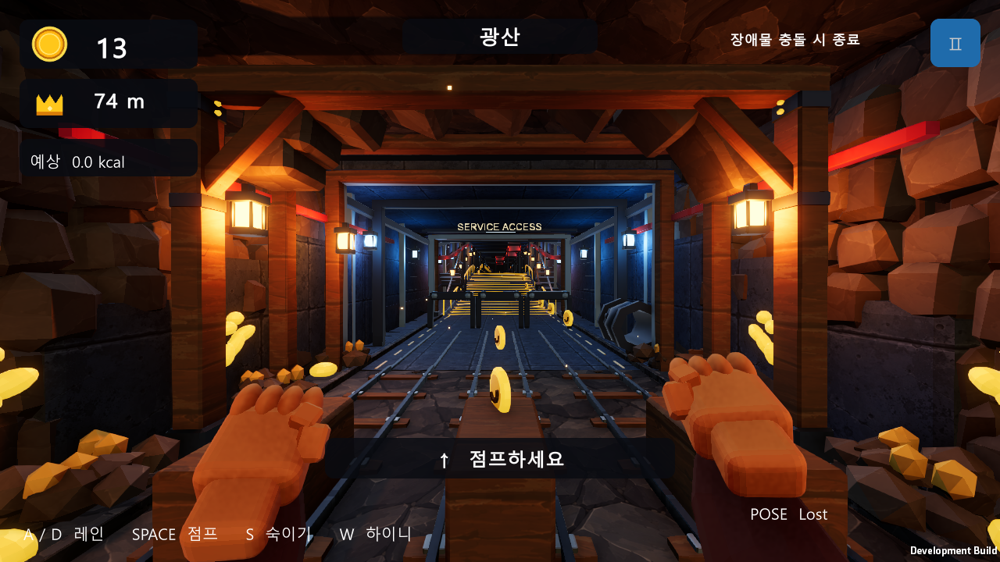 13
광산
장애물 충돌 시 종료
II
74 m
예상 0.0 kcal
SERVICE ACCESS
↑ 점프하세요
POSE Lost
A / D 레인 SPACE 점프 S 숙이기 W 하이니
Development Build